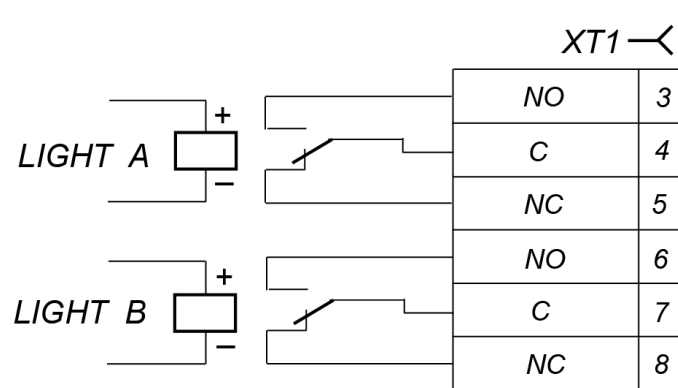 XT1
NO 3
+
LIGHT A
C 4
−
NC 5
NO 6
+
LIGHT B
C 7
−
NC 8